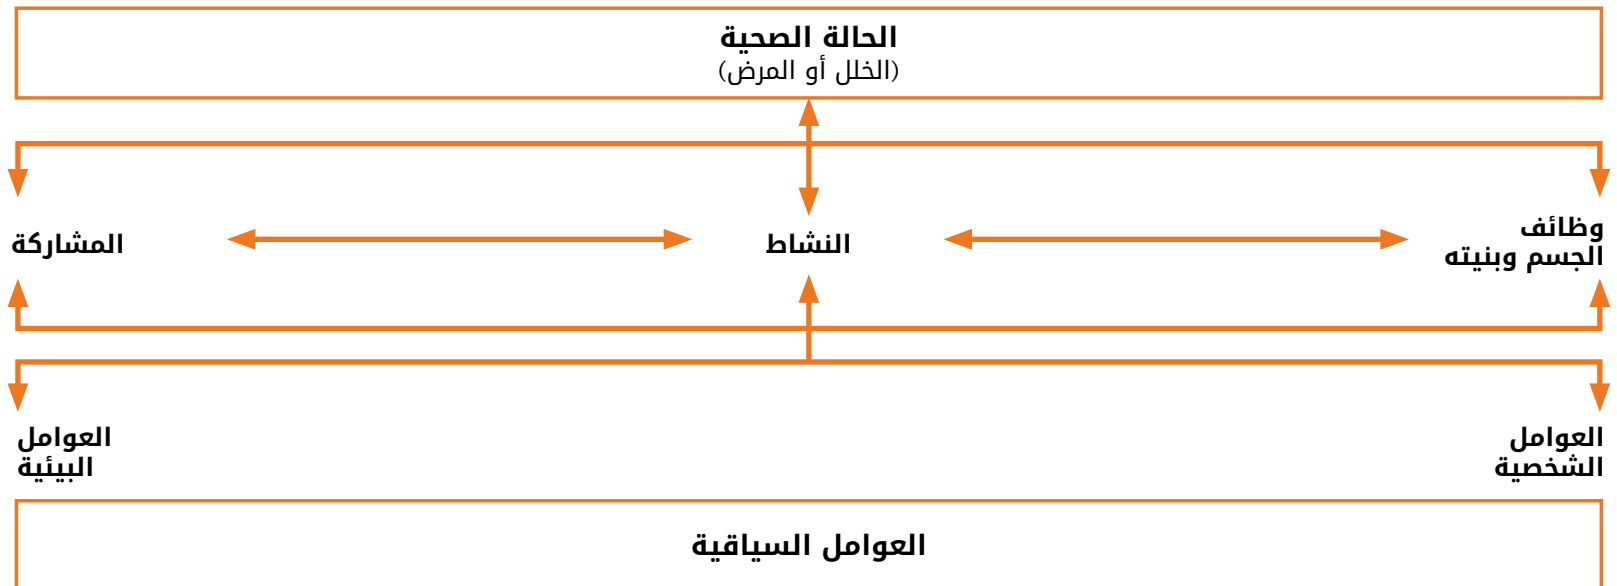 الحالة الصحية
(الخلل أو المرض)
وظائف
الجسم وبنيته
النشاط
المشاركة
العوامل
الشخصية
العوامل
البيئية
العوامل السياقية